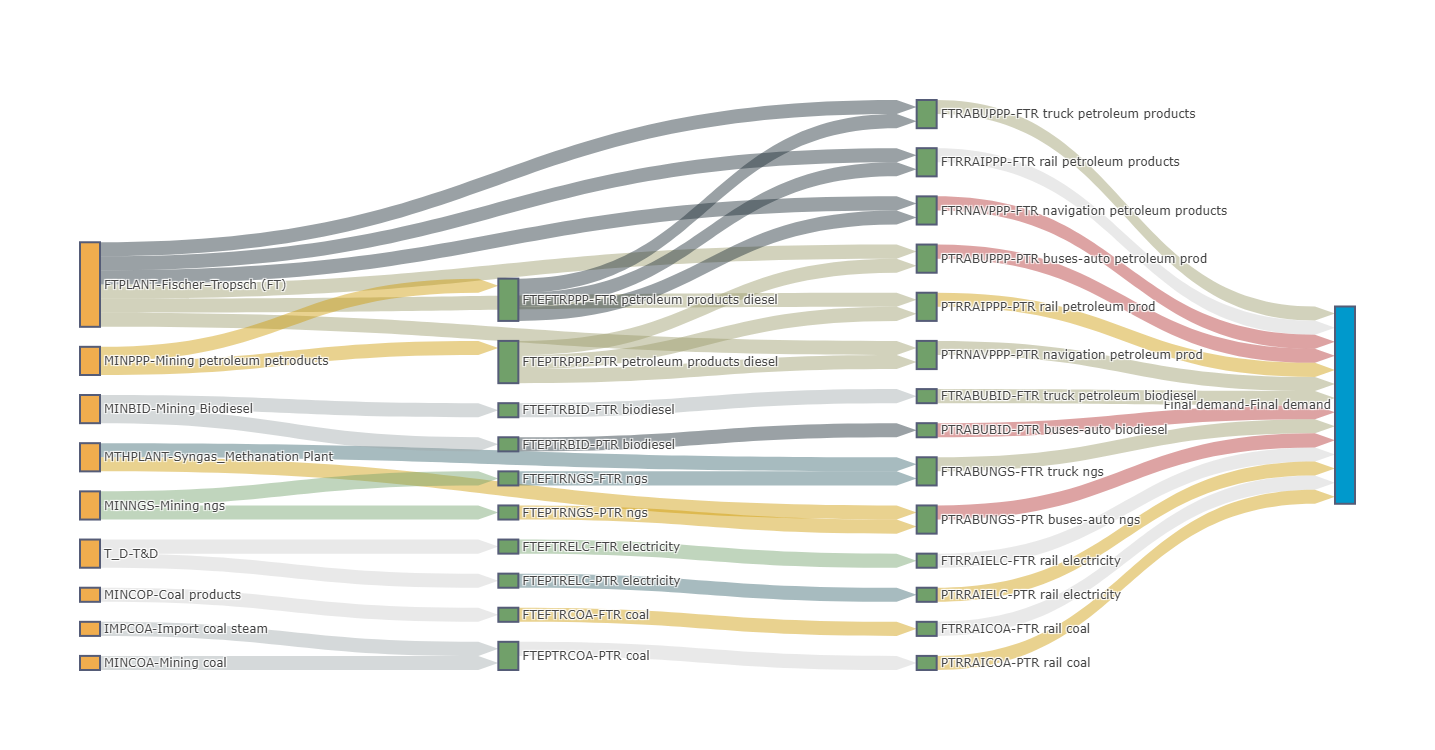 FTPLANT-Fischer–Tropsch (FT)
MINPPP-Mining petroleum petroducts
MINBID-Mining Biodiesel
MTHPLANT-Syngas_Methanation Plant
MINNGS-Mining ngs
T_D-T&D
MINCOP-Coal products
IMPCOA-Import coal steam
MINCOA-Mining coal
FTEFTRPPP-FTR petroleum products diesel
FTEPTRPPP-PTR petroleum products diesel
FTEFTRBID-FTR biodiesel
FTEPTRBID-PTR biodiesel
FTEFTRNGS-FTR ngs
FTEPTRNGS-PTR ngs
FTEFTRELC-FTR electricity
FTEPTRELC-PTR electricity
FTEFTRCOA-FTR coal
FTEPTRCOA-PTR coal
FTRABUPPP-FTR truck petroleum products
FTRRAIPPP-FTR rail petroleum products
FTRNAVPPP-FTR navigation petroleum products
PTRABUPPP-PTR buses-auto petroleum prod
PTRRAIPPP-PTR rail petroleum prod
PTRNAVPPP-PTR navigation petroleum prod
FTRABUBID-FTR truck petroleum biodiesel
PTRABUBID-PTR buses-auto biodiesel
FTRABUNGS-FTR truck ngs
PTRABUNGS-PTR buses-auto ngs
FTRRAIELC-FTR rail electricity
PTRRAIELC-PTR rail electricity
FTRRAICOA-FTR rail coal
PTRRAICOA-PTR rail coal
Final demand-Final demand